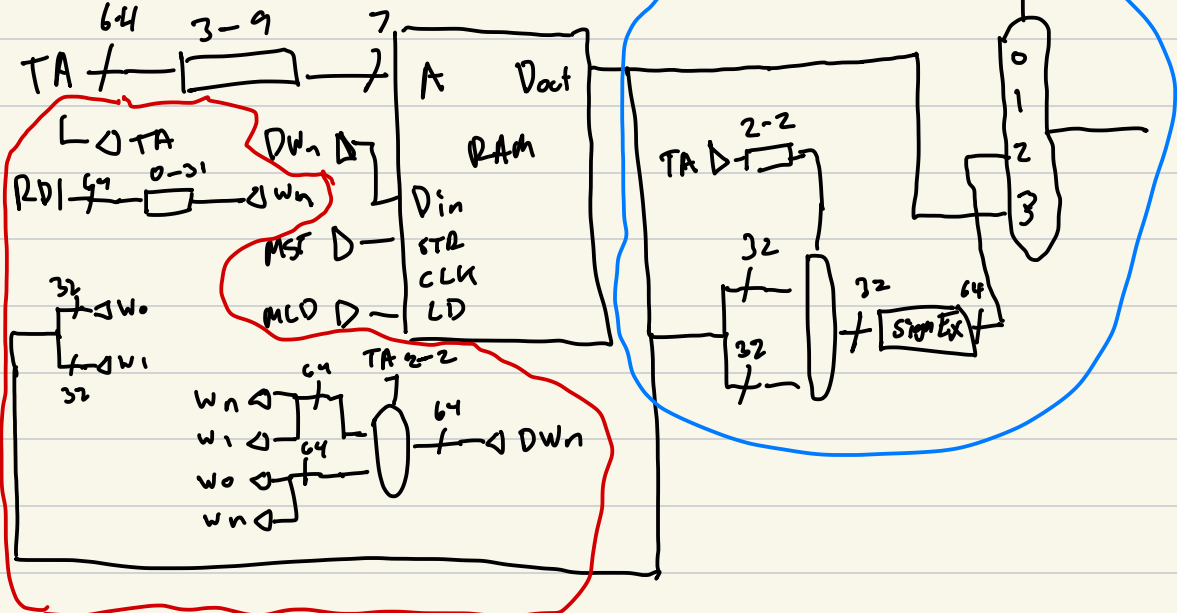 64
3-9
7
TA
A
Dout
TA
DWn
RAM
RD1
64
0-31
Wn
Din
MST
STR
CLK
MLD
LD
32
W0
W1
32
TA 2-2
Wn
64
W1
64
DWn
W0
64
Wn
TA
2-2
32
32
32
Sign Ex
64
0
1
2
3